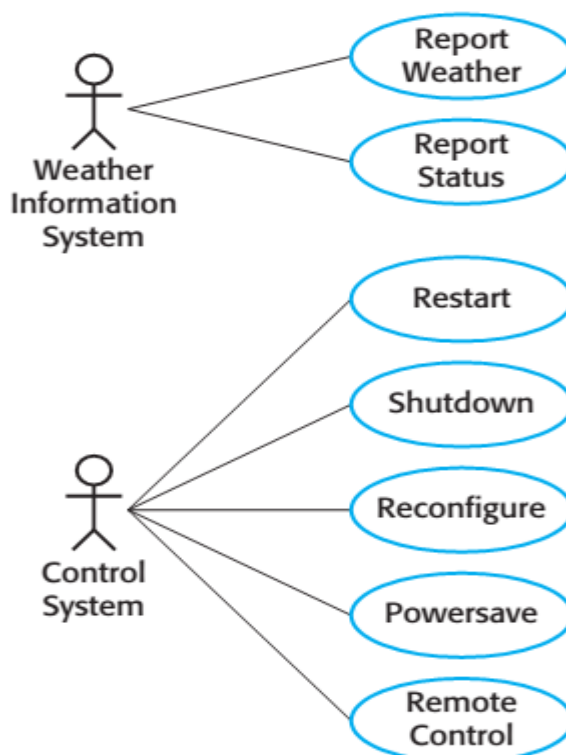 Report
Weather
Report
Status
Weather
Information
System
Restart
Shutdown
Reconfigure
Control
System
Powersave
Remote
Control